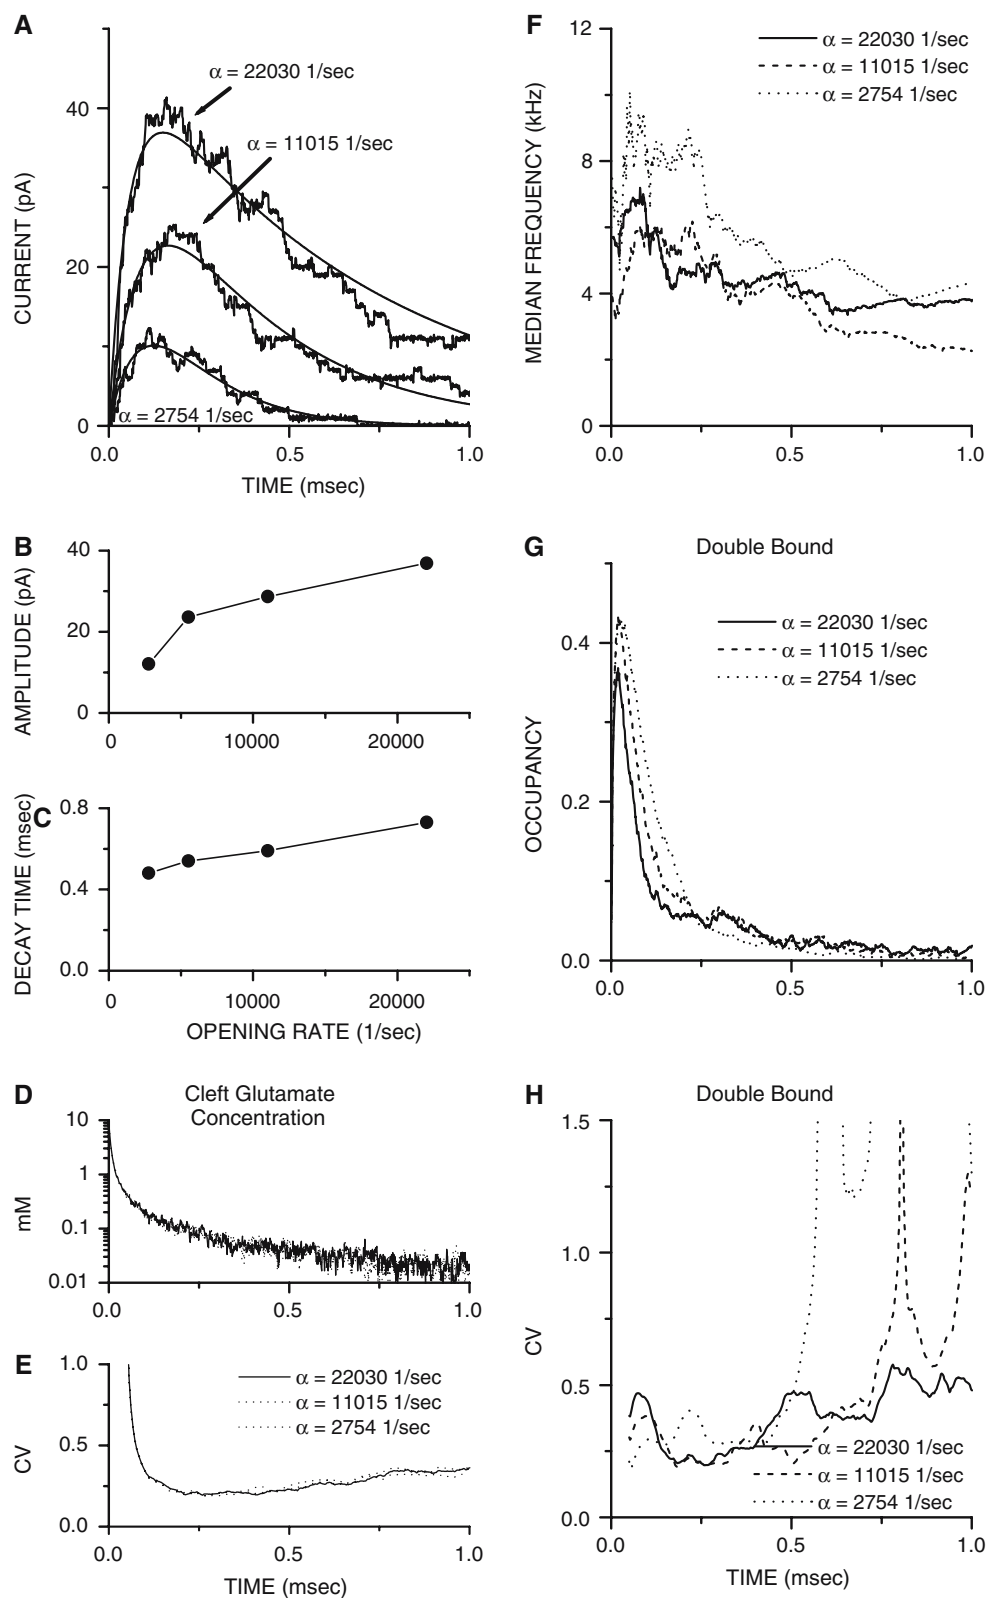 A
α = 22030 1/sec
α = 11015 1/sec
α = 2754 1/sec
CURRENT (pA)
40
20
0
0.0
0.5
1.0
TIME (msec)
B
AMPLITUDE (pA)
40
20
0
0
10000
20000
C
DECAY TIME (msec)
0.8
0.4
0.0
0
10000
20000
OPENING RATE (1/sec)
D
Cleft Glutamate
Concentration
mM
10
1
0.1
0.01
0.0
0.5
1.0
E
CV
1.0
0.5
0.0
α = 22030 1/sec
α = 11015 1/sec
α = 2754 1/sec
0.0
0.5
1.0
TIME (msec)
F
MEDIAN FREQUENCY (kHz)
12
8
4
0
α = 22030 1/sec
α = 11015 1/sec
α = 2754 1/sec
0.0
0.5
1.0
G
Double Bound
OCCUPANCY
0.4
0.2
0.0
α = 22030 1/sec
α = 11015 1/sec
α = 2754 1/sec
0.0
0.5
1.0
H
Double Bound
CV
1.5
1.0
0.5
0.0
α = 22030 1/sec
α = 11015 1/sec
α = 2754 1/sec
0.0
0.5
1.0
TIME (msec)